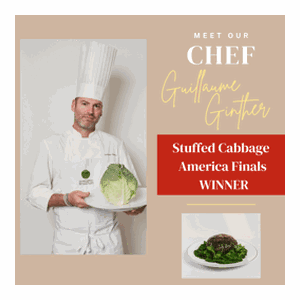 MEET OUR
CHEF
Guillaume
Ginther
Stuffed Cabbage
America Finals
WINNER